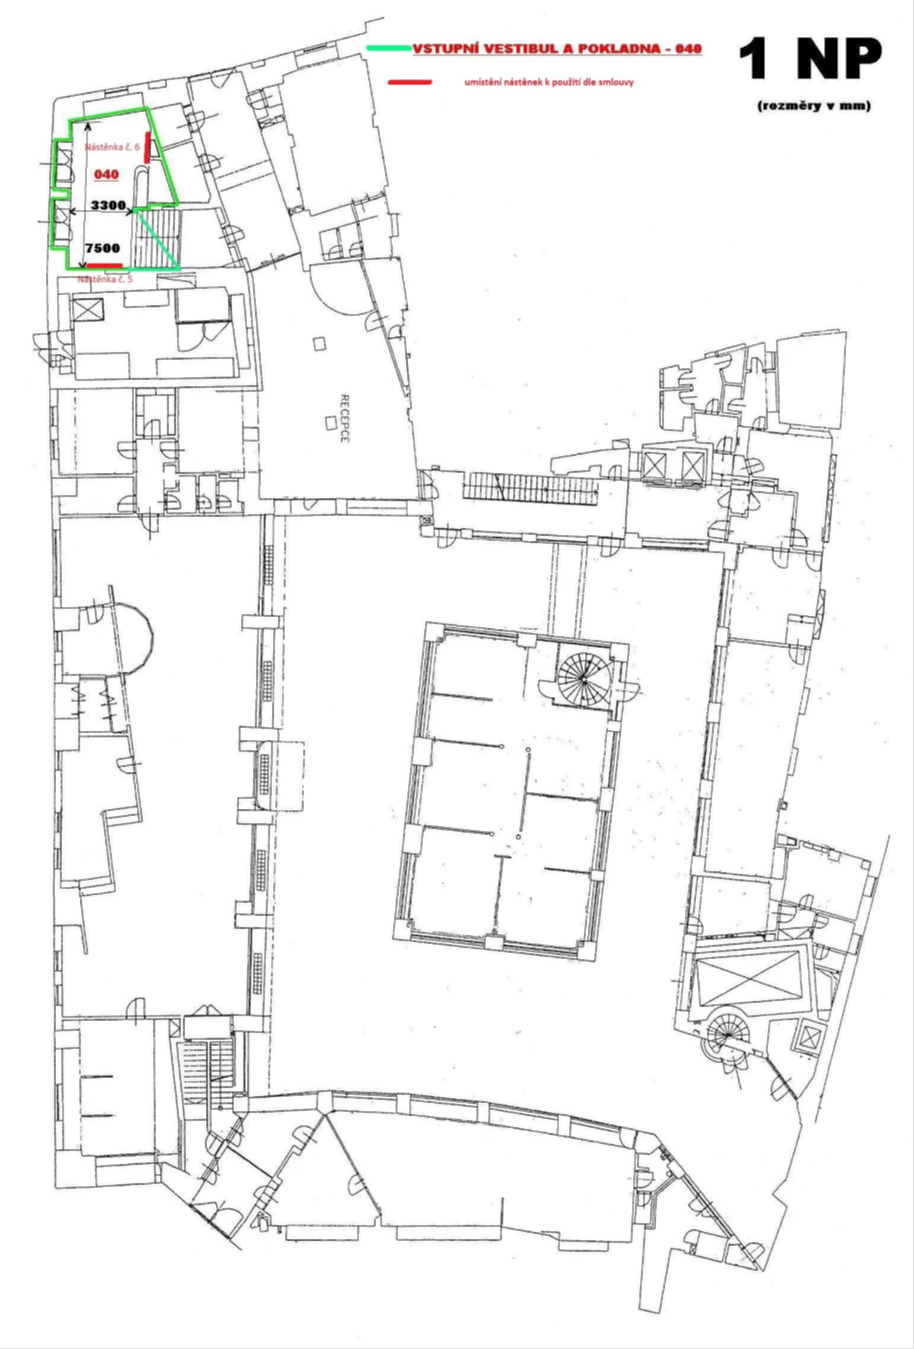 VSTUPNÍ VESTIBUL A POKLADNA - 040
1 NP
umístění nástěnek k použití dle smlouvy
(rozměry v mm)
Nástěnka č. 6
040
3300
7500
Nástěnka č. 5
RECEPCE